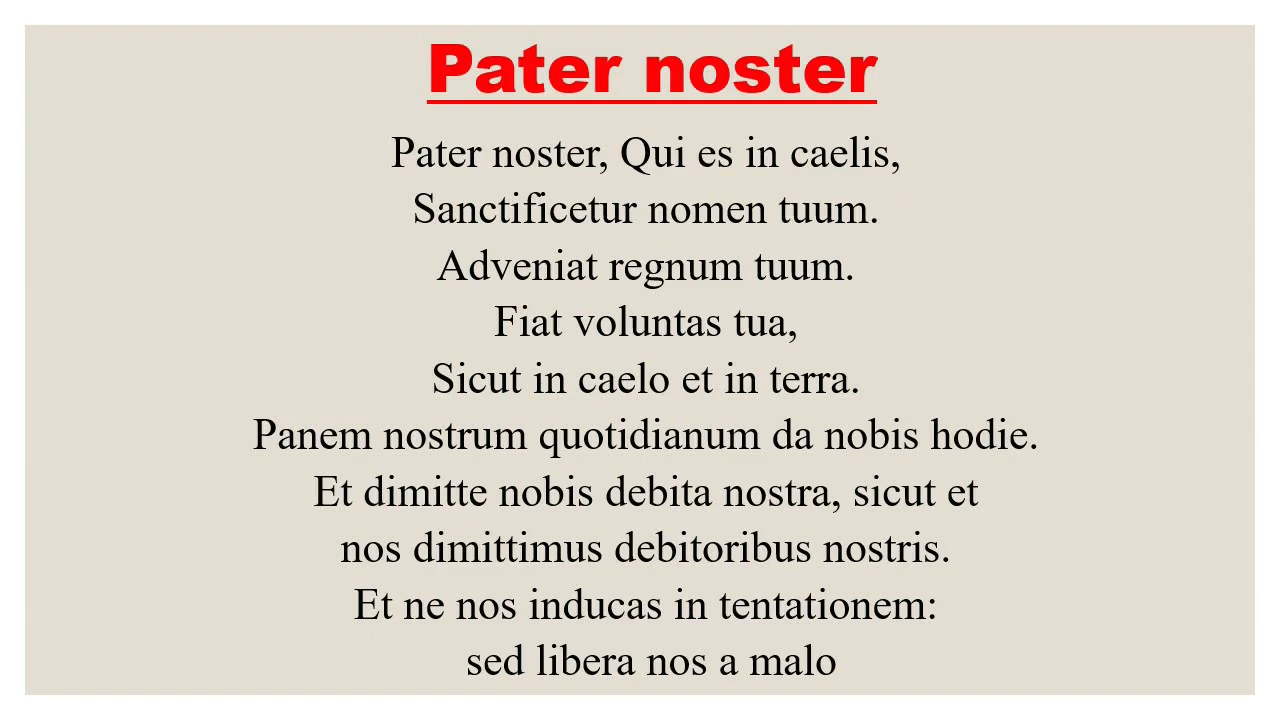 Pater noster
Pater noster, Qui es in caelis,
Sanctificetur nomen tuum.
Adveniat regnum tuum.
Fiat voluntas tua,
Sicut in caelo et in terra.
Panem nostrum quotidianum da nobis hodie.
Et dimitte nobis debita nostra, sicut et
nos dimittimus debitoribus nostris.
Et ne nos inducas in tentationem:
sed libera nos a malo